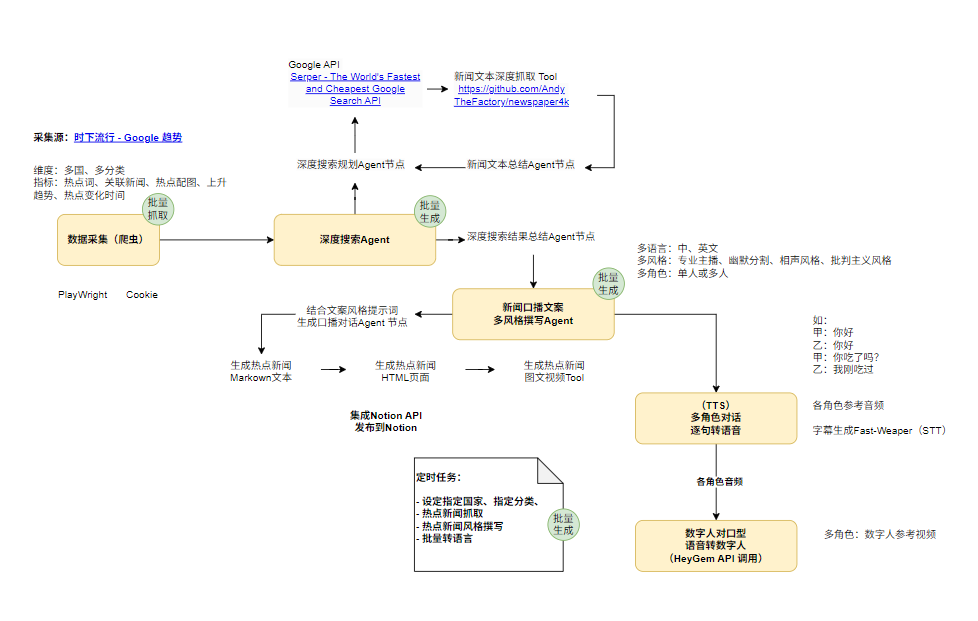 Google API
Serper - The World's Fastest
and Cheapest Google
Search API
新闻文本深度抓取 Tool
https://github.com/Andy
TheFactory/newspaper4k
采集源：时下流行 - Google 趋势
维度：多国、多分类
指标：热点词、关联新闻、热点配图、上升
趋势、热点变化时间
深度搜索规划Agent节点
新闻文本总结Agent节点
批量
抓取
数据采集（爬虫）
批量
生成
深度搜索Agent
深度搜索结果总结Agent节点
PlayWright
Cookie
多语言：中、英文
多风格：专业主播、幽默分割、相声风格、批判主义风格
多角色：单人或多人
批量
生成
新闻口播文案
多风格撰写Agent
结合文案风格提示词
生成口播对话Agent 节点
如：
甲：你好
乙：你好
甲：你吃了吗?
乙：我刚吃过
生成热点新闻
Markown文本
生成热点新闻
HTML页面
生成热点新闻
图文视频Tool
集成Notion API
发布到Notion
（TTS）
多角色对话
逐句转语音
各角色参考音频
字幕生成Fast-Weaper（STT）
各角色音频
定时任务：
- 设定指定国家、指定分类、
- 热点新闻抓取
- 热点新闻风格撰写
- 批量转语言
批量
生成
数字人对口型
语音转数字人
（HeyGem API 调用）
多角色：数字人参考视频